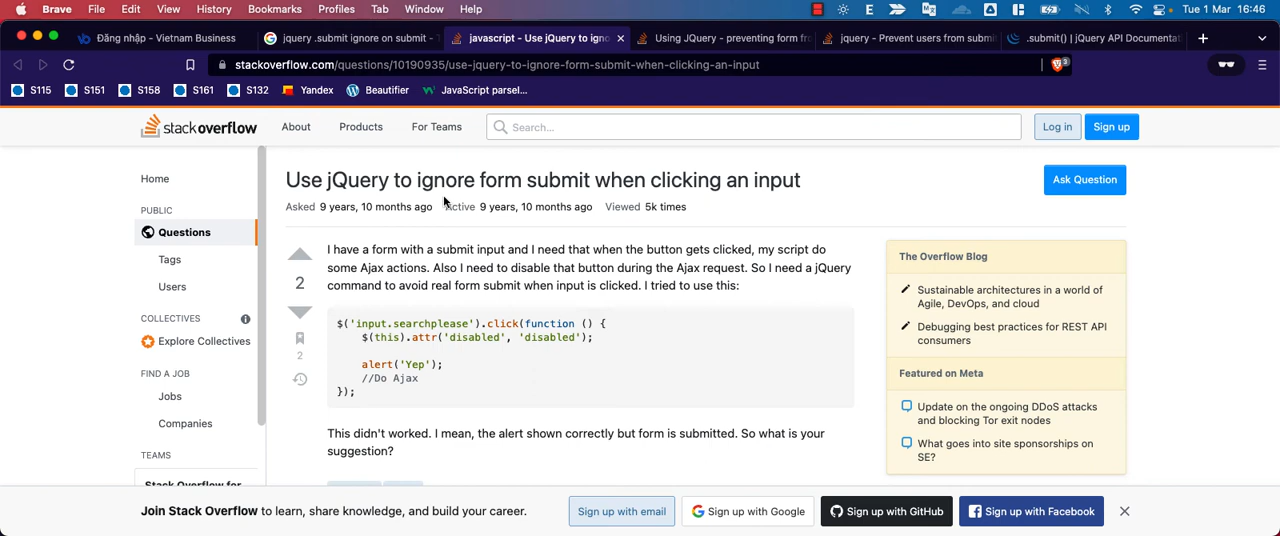 Brave File Edit View History Bookmarks Profiles Tab Window Help Tue 1 Mar 16:46
Đăng nhập - Vietnam Business jquery .submit ignore on submit - javascript - Use jQuery to igno Using JQuery - preventing form fr jquery - Prevent users from submi .submit() | jQuery API Documentat
stackoverflow.com/questions/10190935/use-jquery-to-ignore-form-submit-when-clicking-an-input 3
S115 S151 S158 S161 S132 Yandex Beautifier JavaScript parsel...
stackoverflow About Products For Teams Search... Log in Sign up
Home
PUBLIC
Questions
Tags
Users
COLLECTIVES
Explore Collectives
FIND A JOB
Jobs
Companies
TEAMS
Stack Overflow for
Use jQuery to ignore form submit when clicking an input
Ask Question
Asked 9 years, 10 months ago Active 9 years, 10 months ago Viewed 5k times
2
2
I have a form with a submit input and I need that when the button gets clicked, my script do
some Ajax actions. Also I need to disable that button during the Ajax request. So I need a jQuery
command to avoid real form submit when input is clicked. I tried to use this:
$('input.searchplease').click(function () {
$(this).attr('disabled', 'disabled');
alert('Yep');
//Do Ajax
});
This didn't worked. I mean, the alert shown correctly but form is submitted. So what is your
suggestion?
The Overflow Blog
Sustainable architectures in a world of
Agile, DevOps, and cloud
Debugging best practices for REST API
consumers
Featured on Meta
Update on the ongoing DDoS attacks
and blocking Tor exit nodes
What goes into site sponsorships on
SE?
Join Stack Overflow to learn, share knowledge, and build your career. Sign up with email Sign up with Google Sign up with GitHub Sign up with Facebook